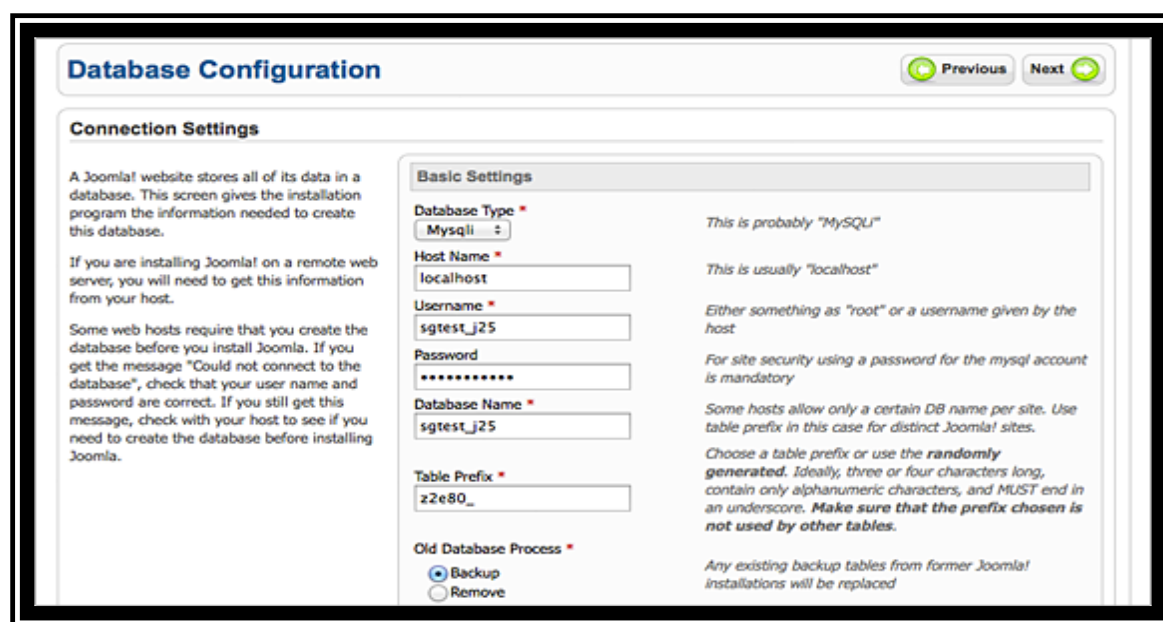 Database Configuration
Previous
Next
Connection Settings
A Joomla! website stores all of its data in a
database. This screen gives the installation
program the information needed to create
this database.
If you are installing Joomla! on a remote web
server, you will need to get this information
from your host.
Some web hosts require that you create the
database before you install Joomla. If you
get the message "Could not connect to the
database", check that your user name and
password are correct. If you still get this
message, check with your host to see if you
need to create the database before installing
Joomla.
Basic Settings
Database Type *
Mysqli
This is probably "MySQLi"
Host Name *
localhost
This is usually "localhost"
Username *
sgtest_j25
Either something as "root" or a username given by the
host
Password
•••••••••••
For site security using a password for the mysql account
is mandatory
Database Name *
sgtest_j25
Some hosts allow only a certain DB name per site. Use
table prefix in this case for distinct Joomla! sites.
Table Prefix *
z2e80_
Choose a table prefix or use the randomly
generated. Ideally, three or four characters long,
contain only alphanumeric characters, and MUST end in
an underscore. Make sure that the prefix chosen is
not used by other tables.
Old Database Process *
Backup
Remove
Any existing backup tables from former Joomla!
installations will be replaced